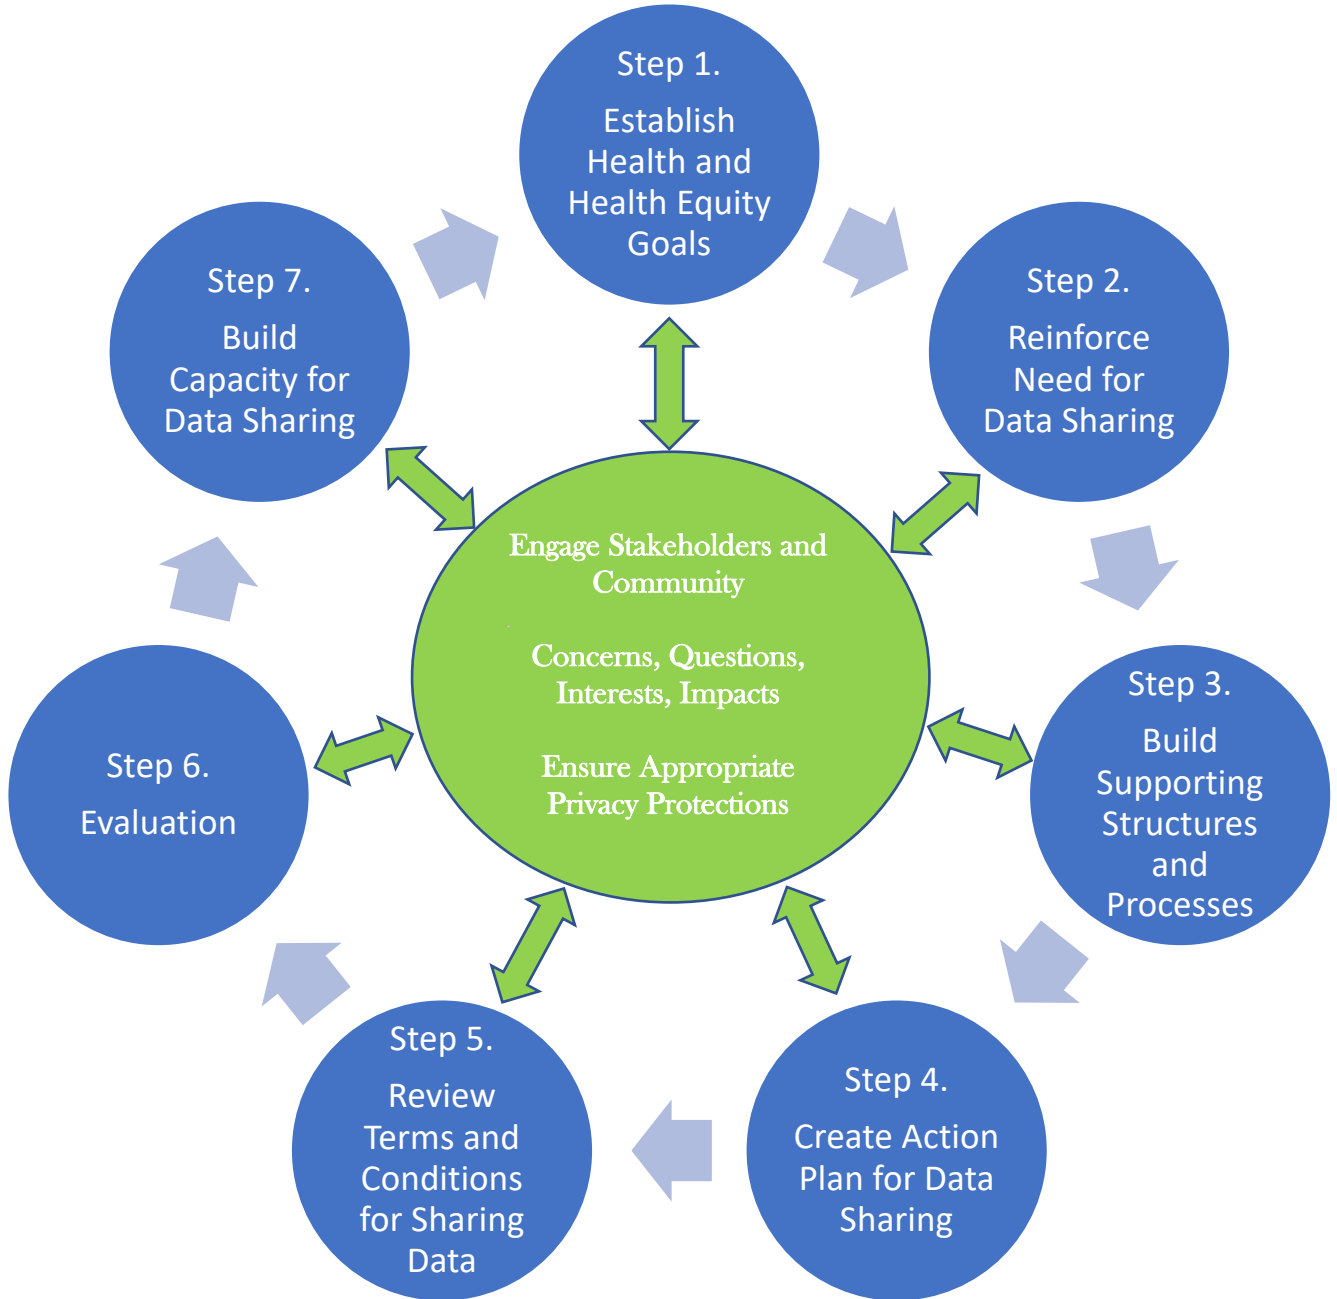 Step 1.
Establish
Health and
Health Equity
Goals
Step 2.
Reinforce
Need for
Data Sharing
Step 3.
Build
Supporting
Structures
and
Processes
Step 4.
Create Action
Plan for Data
Sharing
Step 5.
Review
Terms and
Conditions
for Sharing
Data
Step 6.
Evaluation
Step 7.
Build
Capacity for
Data Sharing
Engage Stakeholders and
Community
Concerns, Questions,
Interests, Impacts
Ensure Appropriate
Privacy Protections